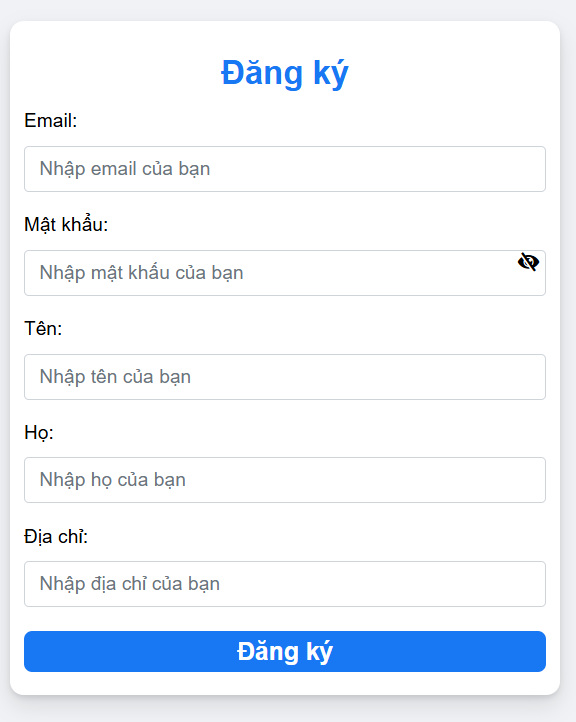 Đăng ký
Email:
Nhập email của bạn
Mật khẩu:
Nhập mật khẩu của bạn
Tên:
Nhập tên của bạn
Họ:
Nhập họ của bạn
Địa chỉ:
Nhập địa chỉ của bạn
Đăng ký